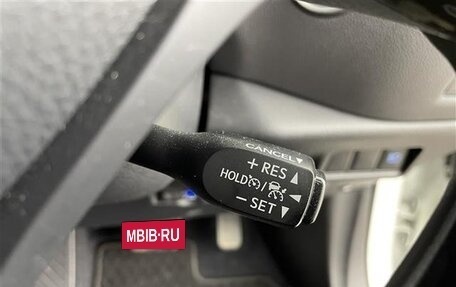 CANCEL
+ RES
HOLD /
− SET
MBIB·RU